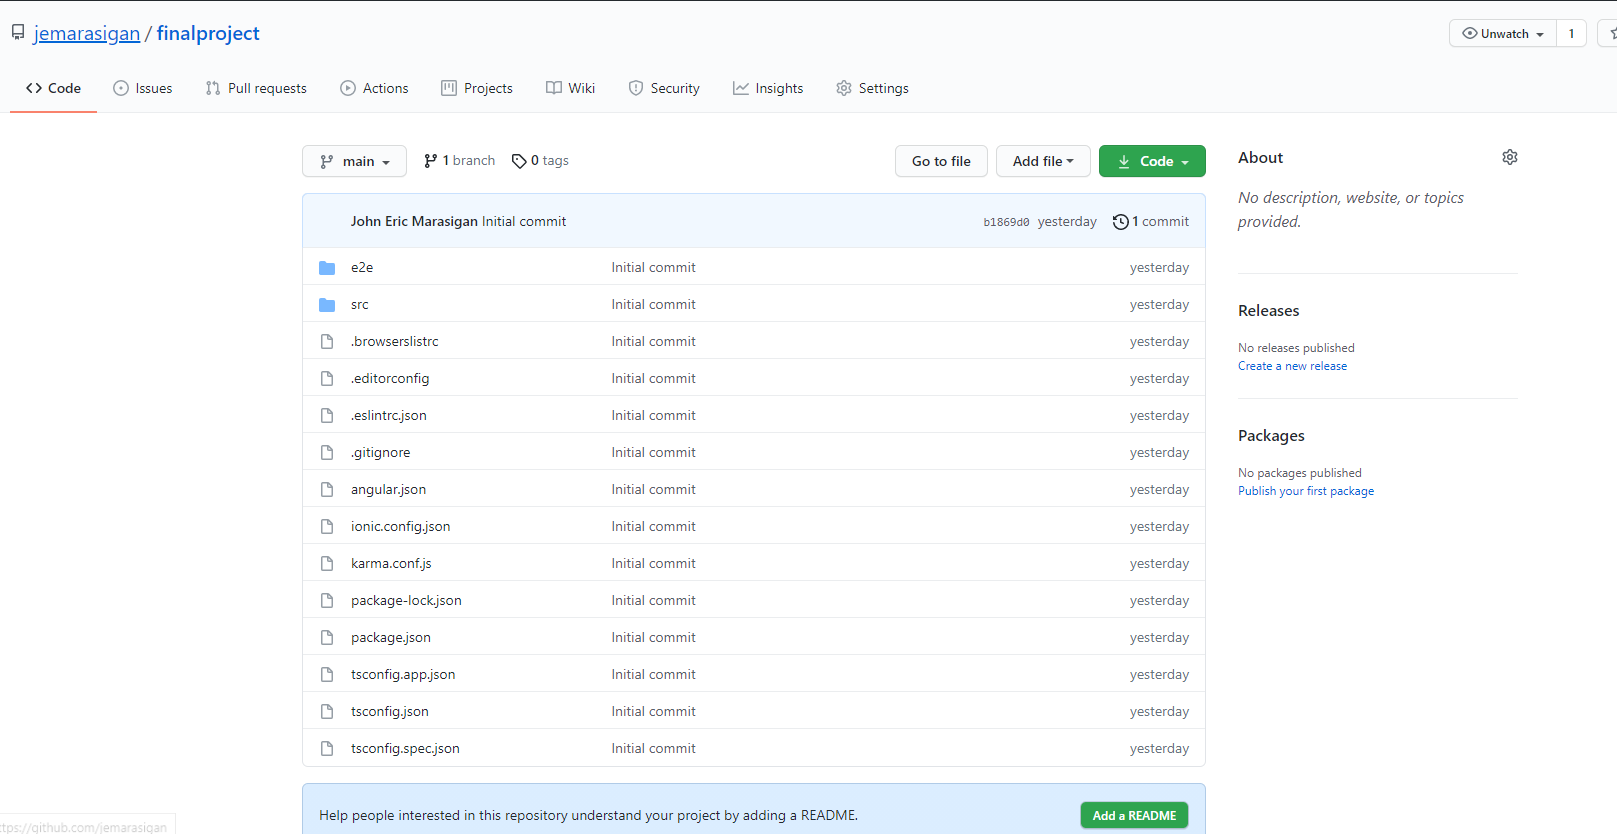 jemarasigan / finalproject
Unwatch 1
Code Issues Pull requests Actions Projects Wiki Security Insights Settings
main 1 branch 0 tags Go to file Add file Code
John Eric Marasigan Initial commit b1869d0 yesterday 1 commit
e2e Initial commit yesterday
src Initial commit yesterday
.browserslistrc Initial commit yesterday
.editorconfig Initial commit yesterday
.eslintrc.json Initial commit yesterday
.gitignore Initial commit yesterday
angular.json Initial commit yesterday
ionic.config.json Initial commit yesterday
karma.conf.js Initial commit yesterday
package-lock.json Initial commit yesterday
package.json Initial commit yesterday
tsconfig.app.json Initial commit yesterday
tsconfig.json Initial commit yesterday
tsconfig.spec.json Initial commit yesterday
Help people interested in this repository understand your project by adding a README. Add a README
About
No description, website, or topics
provided.
Releases
No releases published
Create a new release
Packages
No packages published
Publish your first package
ttps://github.com/jemarasigan